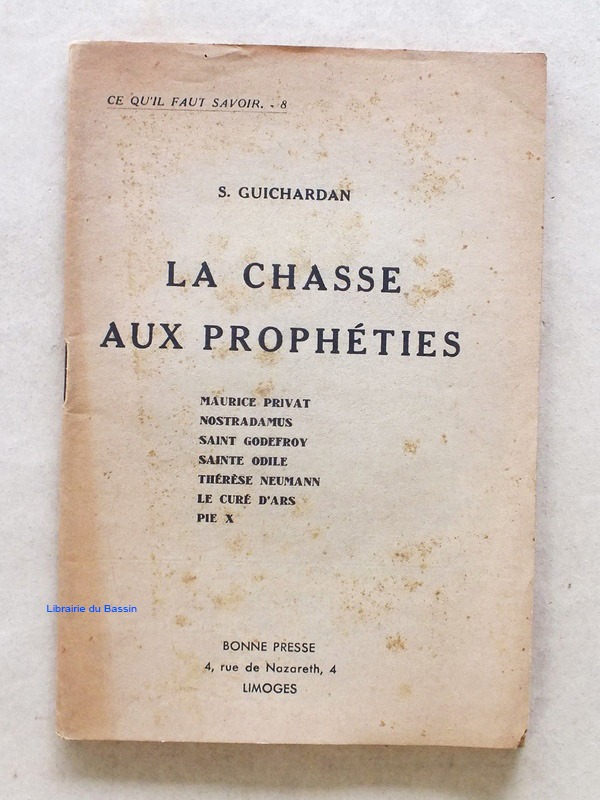 CE QU'IL FAUT SAVOIR. - 8
S. GUICHARDAN
LA CHASSE
AUX PROPHÉTIES
MAURICE PRIVAT
NOSTRADAMUS
SAINT GODEFROY
SAINTE ODILE
THÉRÈSE NEUMANN
LE CURÉ D'ARS
PIE X
Librairie du Bassin
BONNE PRESSE
4, rue de Nazareth, 4
LIMOGES